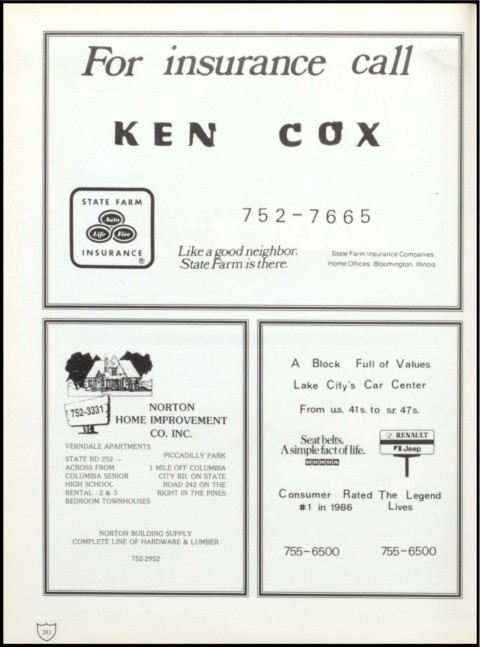 For insurance call
KEN COX
STATE FARM
Auto
Life Fire
INSURANCE
®
752-7665
Like a good neighbor,
State Farm is there.
State Farm Insurance Companies
Home Offices: Bloomington, Illinois
752-3331
NORTON
HOME IMPROVEMENT
CO. INC.
VERNDALE APARTMENTS
STATE RD 252 —
ACROSS FROM
COLUMBIA SENIOR
HIGH SCHOOL
RENTAL - 2 & 3
BEDROOM TOWNHOUSES
PICCADILLY PARK
1 MILE OFF COLUMBIA
CITY RD. ON STATE
ROAD 242 ON THE
RIGHT IN THE PINES
NORTON BUILDING SUPPLY
COMPLETE LINE OF HARDWARE & LUMBER
752-2952
A Block Full of Values
Lake City's Car Center
From u.s. 41 s. to s.r. 47 s.
Seat belts.
A simple fact of life.
HONDA
RENAULT
Jeep
Consumer Rated
#1 in 1986
The Legend
Lives
755-6500
755-6500
282